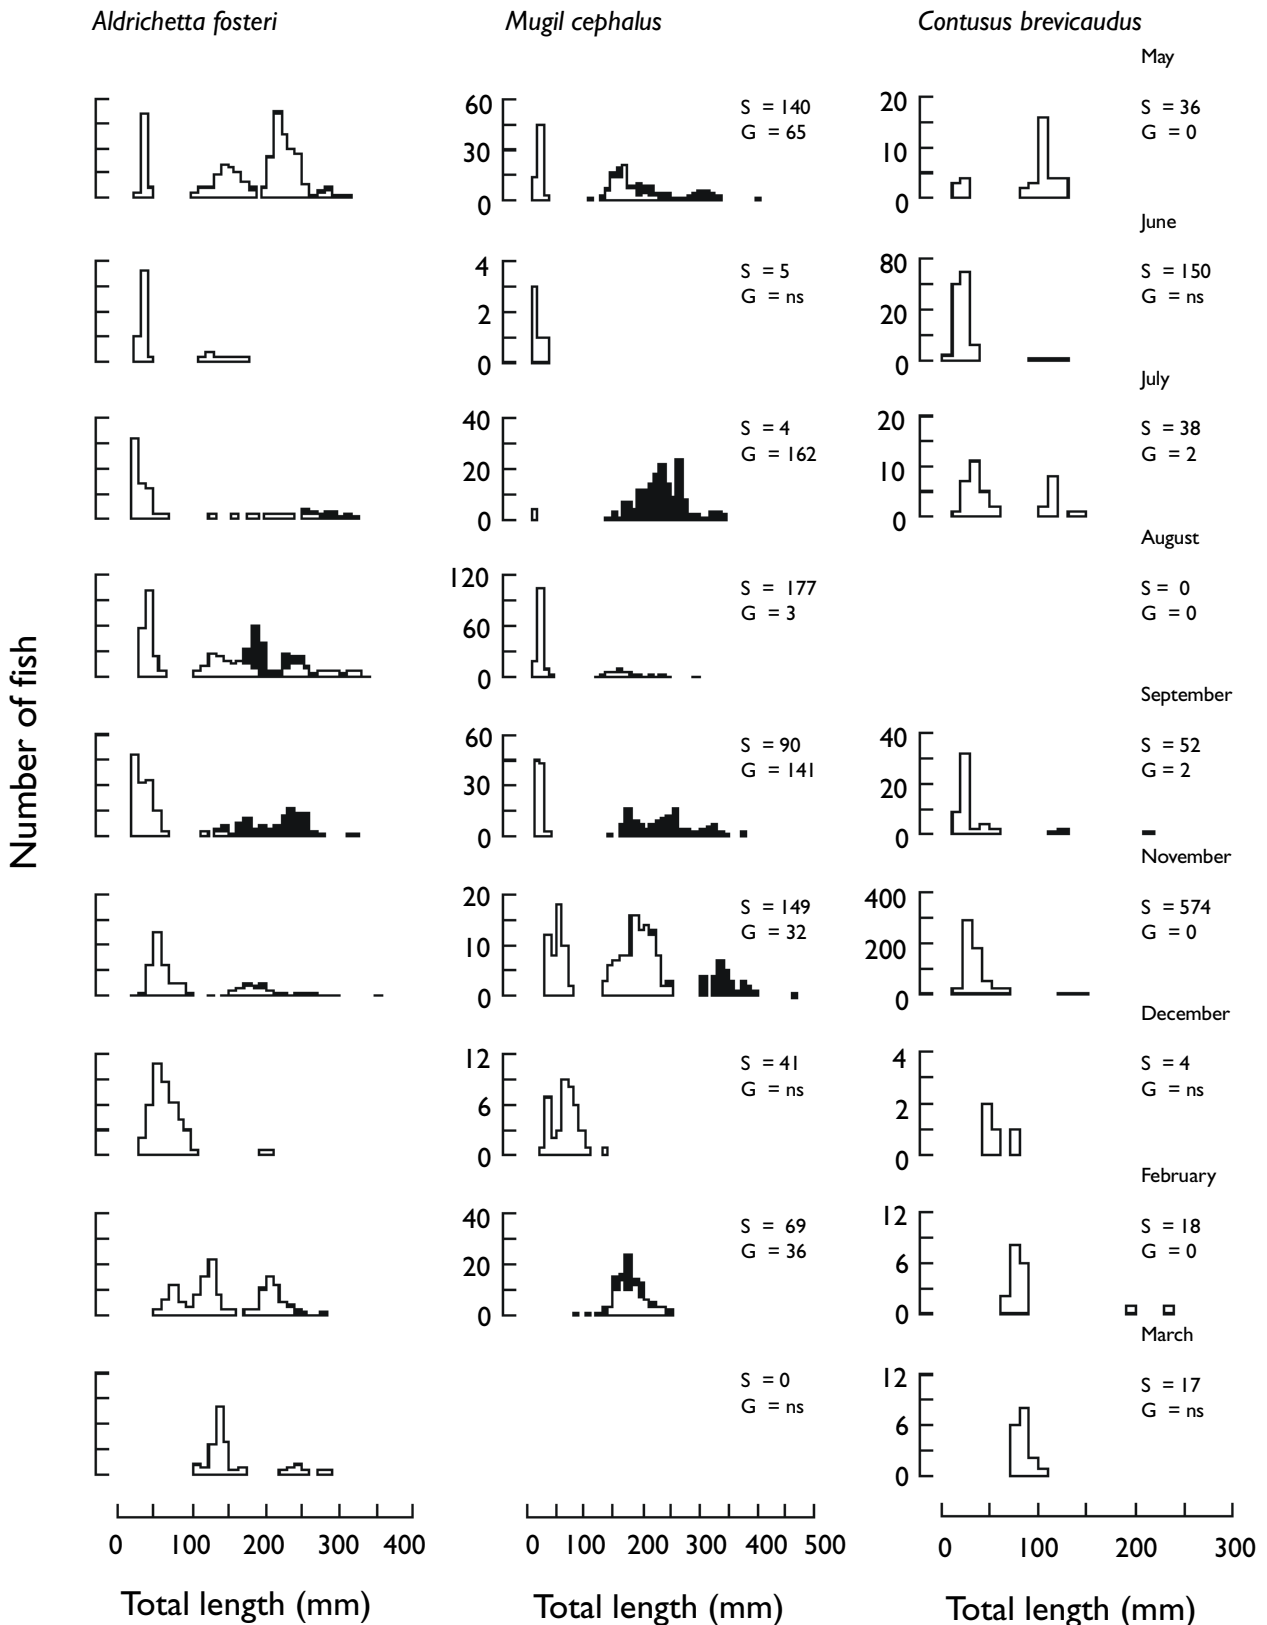 Aldrichetta fosteri
Mugil cephalus
Contusus brevicaudus
Number of fish
May
60
30
0
S = 140
G = 65
20
10
0
S = 36
G = 0
June
4
2
0
S = 5
G = ns
80
20
0
S = 150
G = ns
July
40
20
0
S = 4
G = 162
20
10
0
S = 38
G = 2
August
120
60
0
S = 177
G = 3
S = 0
G = 0
September
60
30
0
S = 90
G = 141
40
20
0
S = 52
G = 2
November
20
10
0
S = 149
G = 32
400
200
0
S = 574
G = 0
December
12
6
0
S = 41
G = ns
4
2
0
S = 4
G = ns
February
40
20
0
S = 69
G = 36
12
6
0
S = 18
G = 0
March
S = 0
G = ns
12
6
0
S = 17
G = ns
0 100 200 300 400
0 100 200 300 400 500
0 100 200 300
Total length (mm)
Total length (mm)
Total length (mm)